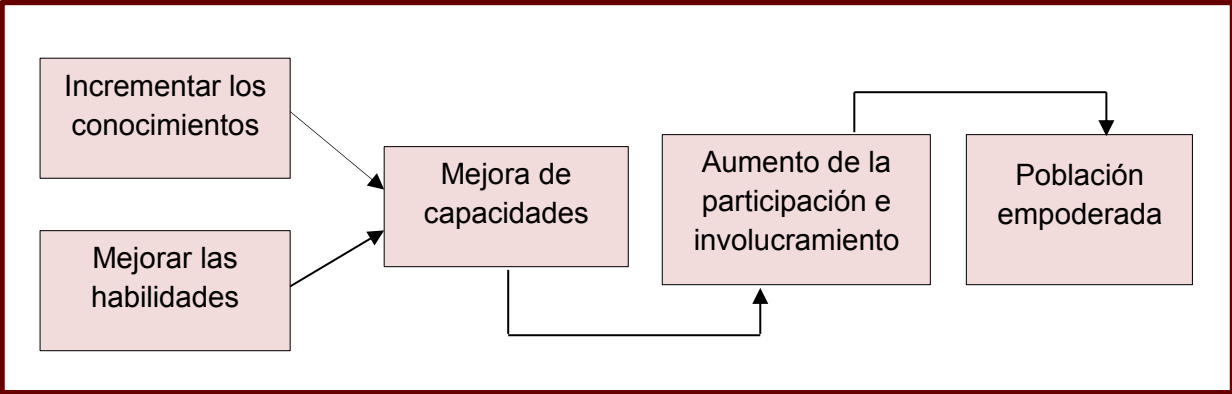 Incrementar los
conocimientos
Mejorar las
habilidades
Mejora de
capacidades
Aumento de la
participación e
involucramiento
Población
empoderada